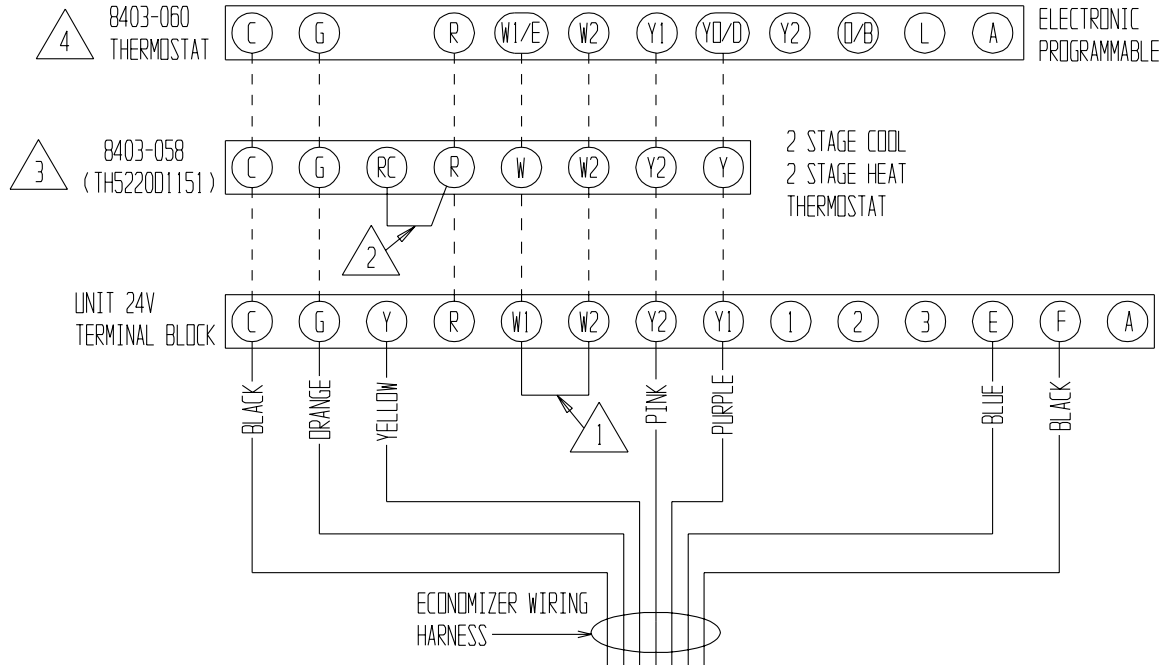 4
8403-060
THERMOSTAT
C G R W1/E W2 Y1 YO/D Y2 O/B L A
ELECTRONIC
PROGRAMMABLE
3
8403-058
(TH5220D1151)
C G RC R W W2 Y2 Y
2 STAGE COOL
2 STAGE HEAT
THERMOSTAT
2
UNIT 24V
TERMINAL BLOCK
C G Y R W1 W2 Y2 Y1 1 2 3 E F A
BLACK ORANGE YELLOW PINK PURPLE BLUE BLACK
1
ECONOMIZER WIRING
HARNESS